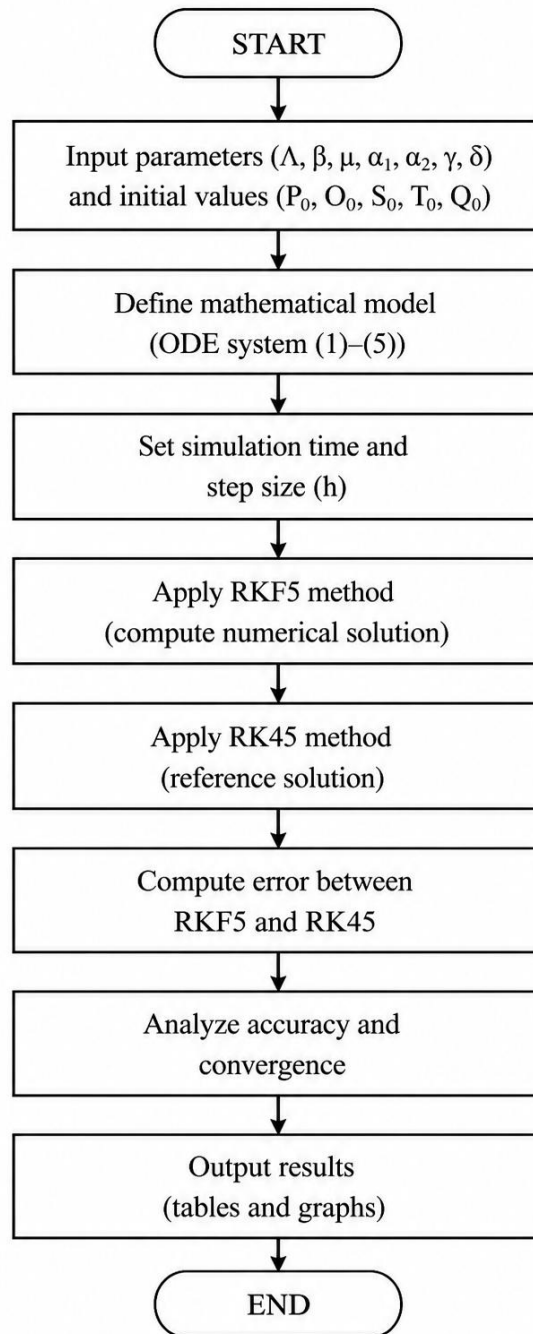 START
Input parameters (Λ, β, μ, α₁, α₂, γ, δ)
and initial values (P₀, O₀, S₀, T₀, Q₀)
Define mathematical model
(ODE system (1)–(5))
Set simulation time and
step size (h)
Apply RKF5 method
(compute numerical solution)
Apply RK45 method
(reference solution)
Compute error between
RKF5 and RK45
Analyze accuracy and
convergence
Output results
(tables and graphs)
END